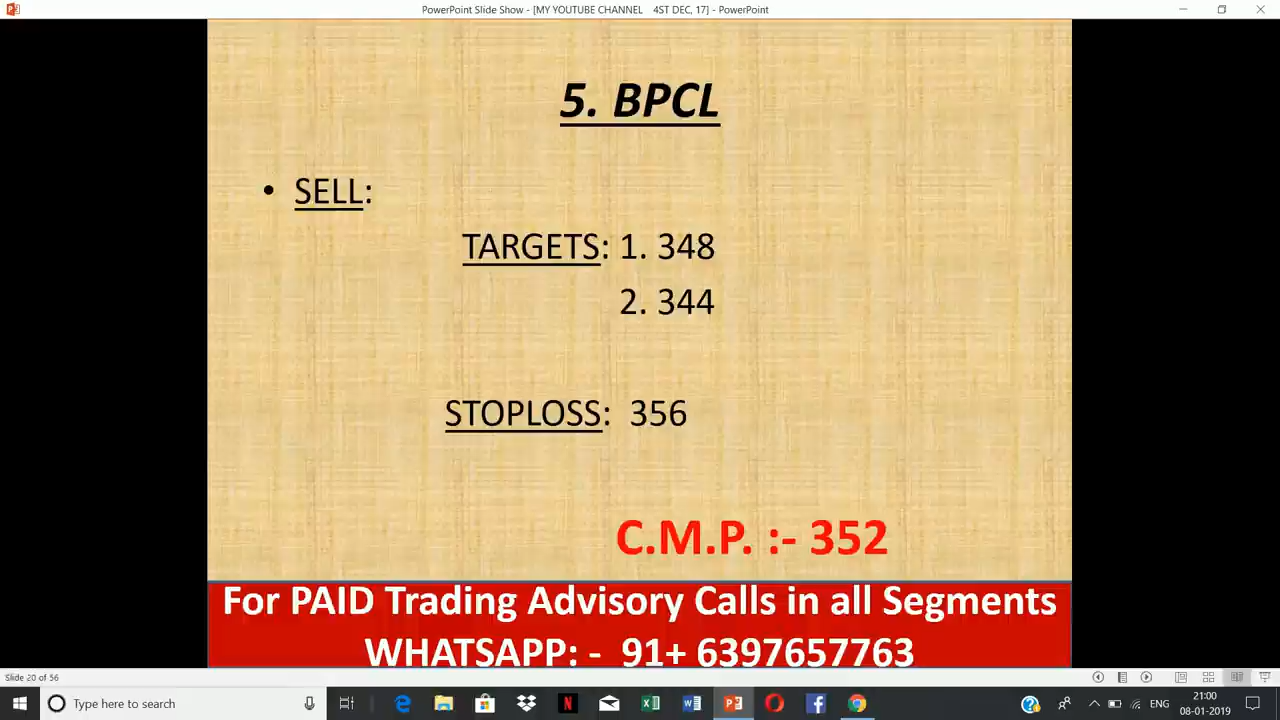 PowerPoint Slide Show - [MY YOUTUBE CHANNEL 4ST DEC, 17] - PowerPoint
5. BPCL
• SELL:
TARGETS: 1. 348
2. 344
STOPLOSS: 356
C.M.P. :- 352
For PAID Trading Advisory Calls in all Segments
WHATSAPP: - 91+ 6397657763
Slide 20 of 56
Type here to search
ENG
21:00
08-01-2019